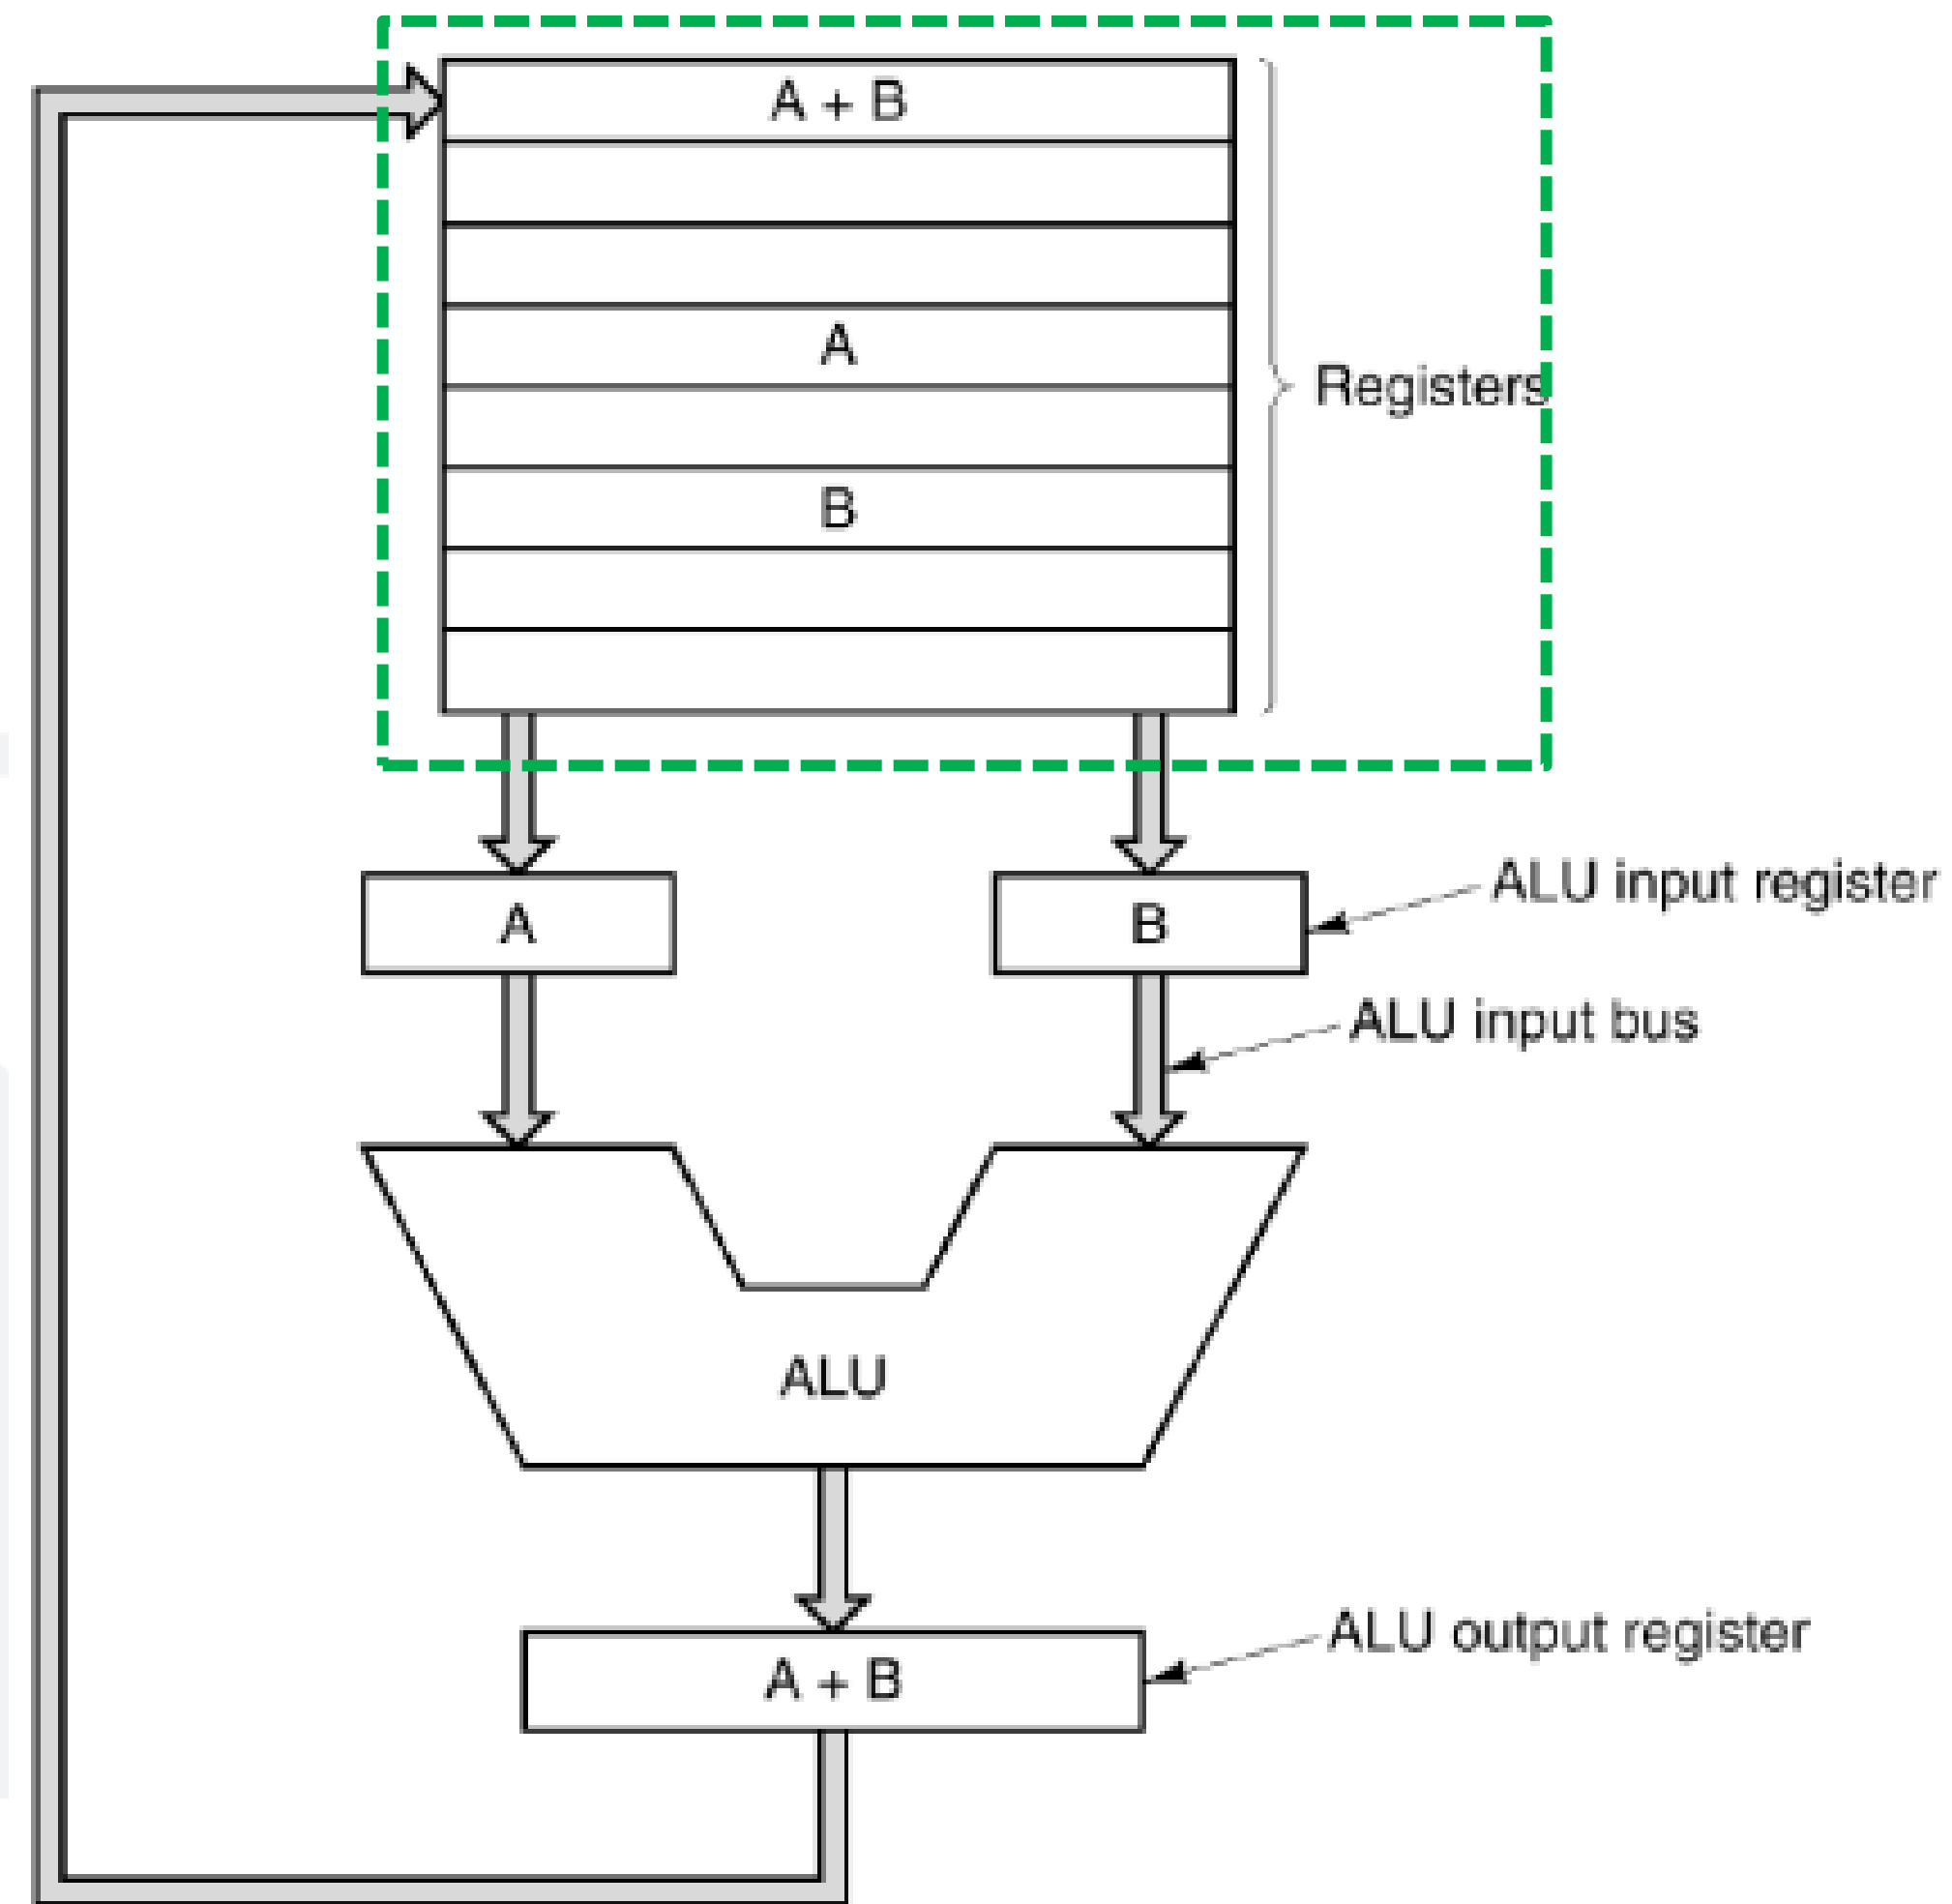 A + B
A
Registers
B
A
B
ALU input register
ALU input bus
ALU
ALU output register
A + B